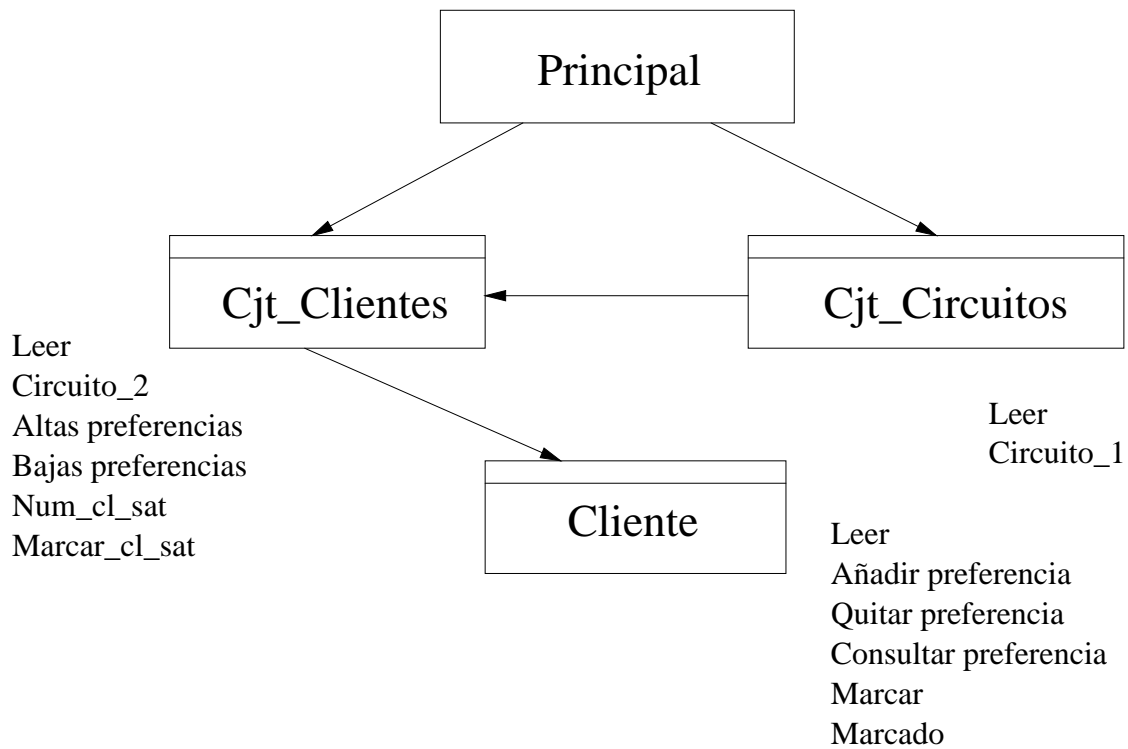 Principal
Cjt_Clientes
Cjt_Circuitos
Leer
Circuito_2
Altas preferencias
Bajas preferencias
Num_cl_sat
Marcar_cl_sat
Leer
Circuito_1
Cliente
Leer
Añadir preferencia
Quitar preferencia
Consultar preferencia
Marcar
Marcado